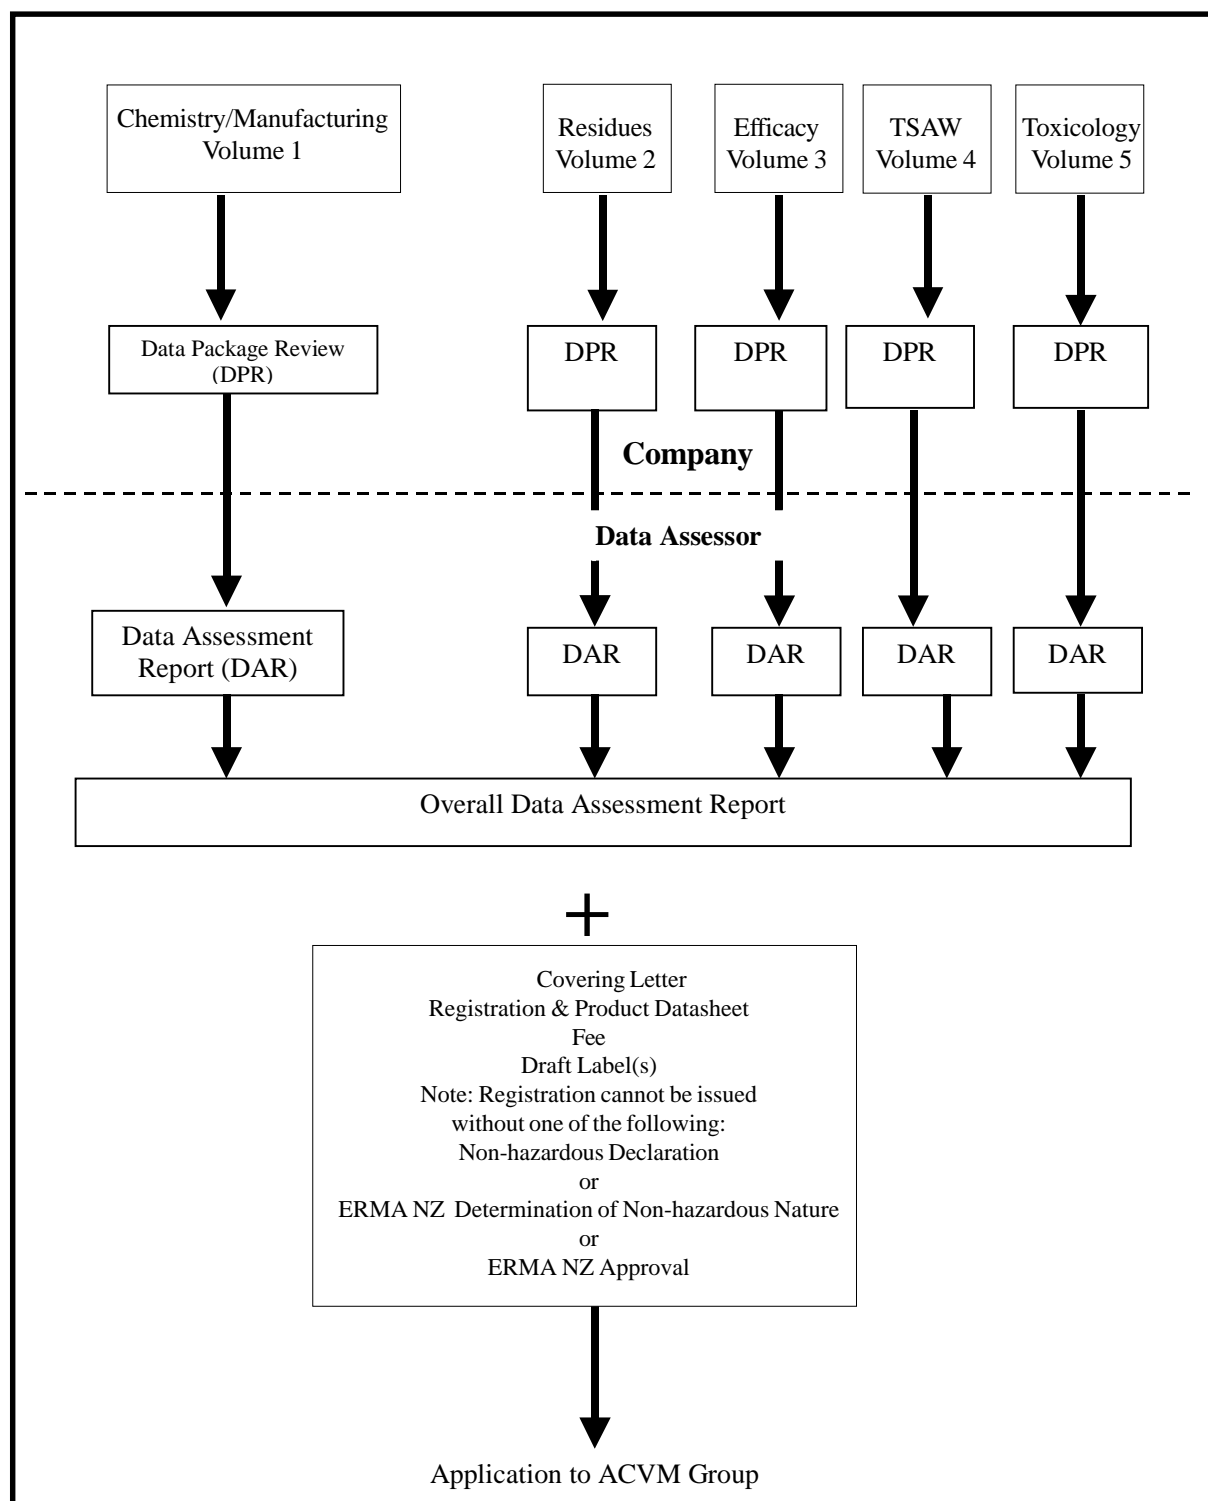 Chemistry/Manufacturing
Volume 1
Residues
Volume 2
Efficacy
Volume 3
TSAW
Volume 4
Toxicology
Volume 5
Data Package Review
(DPR)
DPR
DPR
DPR
DPR
Company
Data Assessor
Data Assessment
Report (DAR)
DAR
DAR
DAR
DAR
Overall Data Assessment Report
+
Covering Letter
Registration & Product Datasheet
Fee
Draft Label(s)
Note: Registration cannot be issued
without one of the following:
Non-hazardous Declaration
or
ERMA NZ Determination of Non-hazardous Nature
or
ERMA NZ Approval
Application to ACVM Group